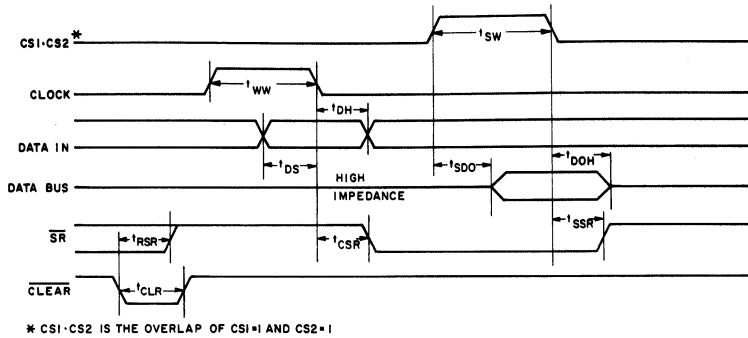 CS1·CS2 *
tSW
CLOCK
tWW
tDH
DATA IN
tDS
tSDO
tDOH
DATA BUS
HIGH
IMPEDANCE
SR
tRSR
tCSR
tSSR
CLEAR
tCLR
* CS1·CS2 IS THE OVERLAP OF CS1=1 AND CS2=1